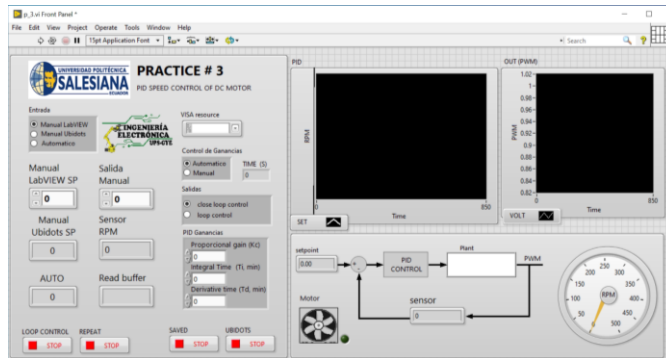 p_3.vi Front Panel *
File Edit View Project Operate Tools Window Help
15pt Application Font
Search
UNIVERSIDAD POLITÉCNICA
SALESIANA
ECUADOR
PRACTICE # 3
PID SPEED CONTROL OF DC MOTOR
Entrada
Manual LabVIEW
Manual Ubidots
Automatico
INGENIERÍA
ELECTRÓNICA
UPS-GYE
VISA resource
Control de Ganancias
Automatico
Manual
TIME (S)
0
Manual
LabVIEW SP
0
Salida
Manual
0
Salidas
close loop control
loop control
Manual
Ubidots SP
0
Sensor
RPM
0
PID Ganancias
Proporcional gain (Kc)
0
Integral Time (Ti, min)
0
Derivative time (Td, min)
0
AUTO
0
Read buffer
LOOP CONTROL
STOP
REPEAT
STOP
SAVED
STOP
UBIDOTS
STOP
PID
RPM
0
850
Time
SET
OUT (PWM)
1.02
1
0.98
0.96
0.94
0.92
0.9
0.88
0.86
0.84
0.82
PWM
0
850
Time
VOLT
setpoint
0.00
PID
CONTROL
Plant
PWM
Motor
sensor
0
0
50
100
150
200
250
300
350
400
450
500
RPM